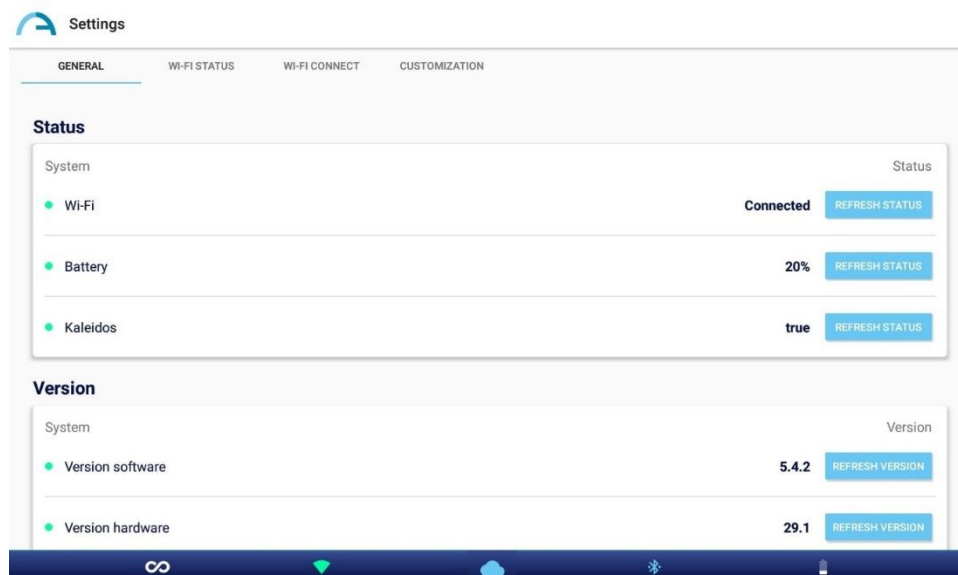 Settings
GENERAL WI-FI STATUS WI-FI CONNECT CUSTOMIZATION
Status
System Status
Wi-Fi Connected REFRESH STATUS
Battery 20% REFRESH STATUS
Kaleidos true REFRESH STATUS
Version
System Version
Version software 5.4.2 REFRESH VERSION
Version hardware 29.1 REFRESH VERSION